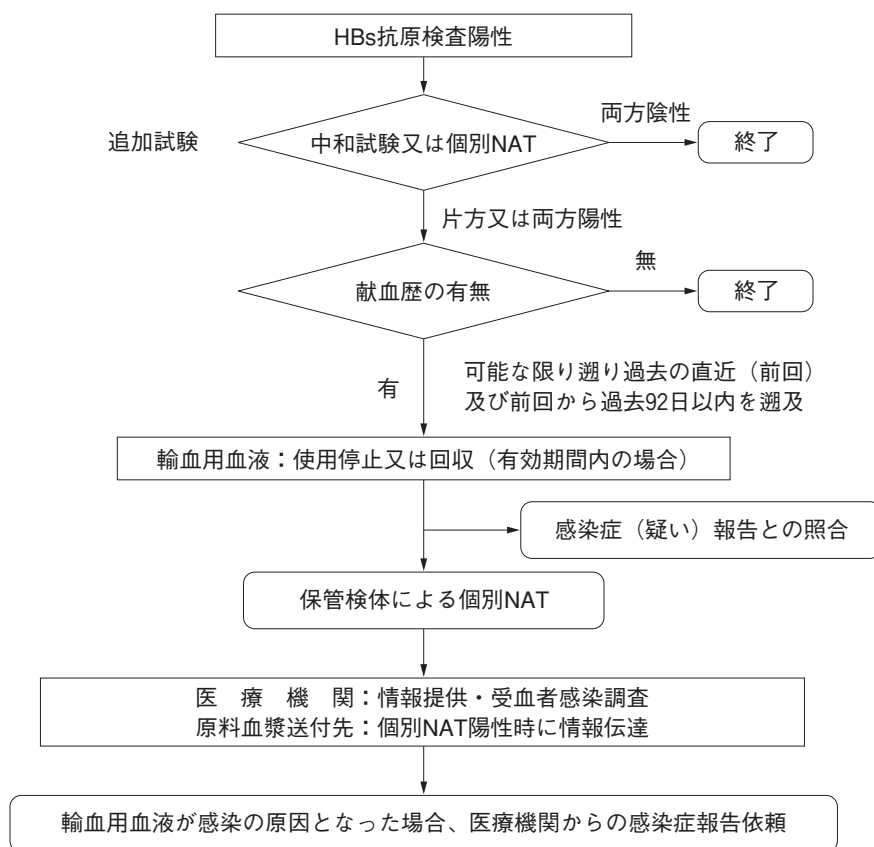 HBs抗原検査陽性
追加試験
中和試験又は個別NAT
両方陰性
終了
片方又は両方陽性
献血歴の有無
無
終了
有
可能な限り遡り過去の直近（前回）
及び前回から過去92日以内を遡及
輸血用血液：使用停止又は回収（有効期間内の場合）
感染症（疑い）報告との照合
保管検体による個別NAT
医　療　機　関：情報提供・受血者感染調査
原料血漿送付先：個別NAT陽性時に情報伝達
輸血用血液が感染の原因となった場合、医療機関からの感染症報告依頼